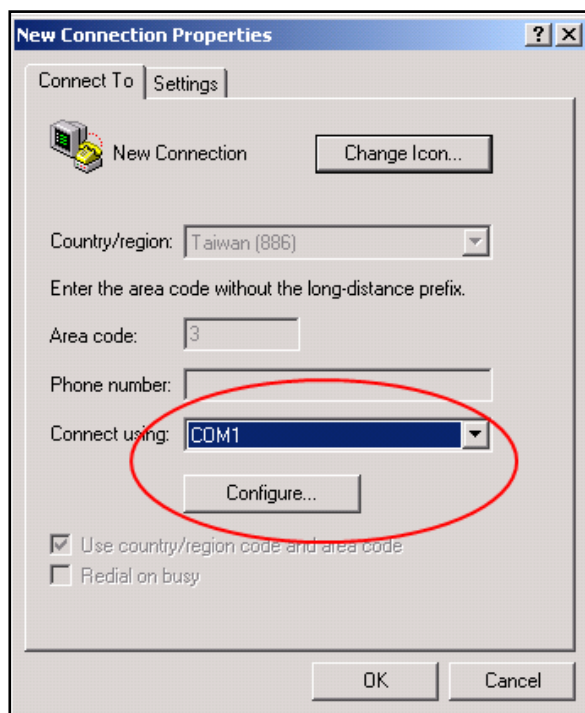 New Connection Properties
Connect To Settings
New Connection Change Icon...
Country/region: Taiwan (886)
Enter the area code without the long-distance prefix.
Area code: 3
Phone number:
Connect using: COM1
Configure...
Use country/region code and area code
Redial on busy
OK Cancel